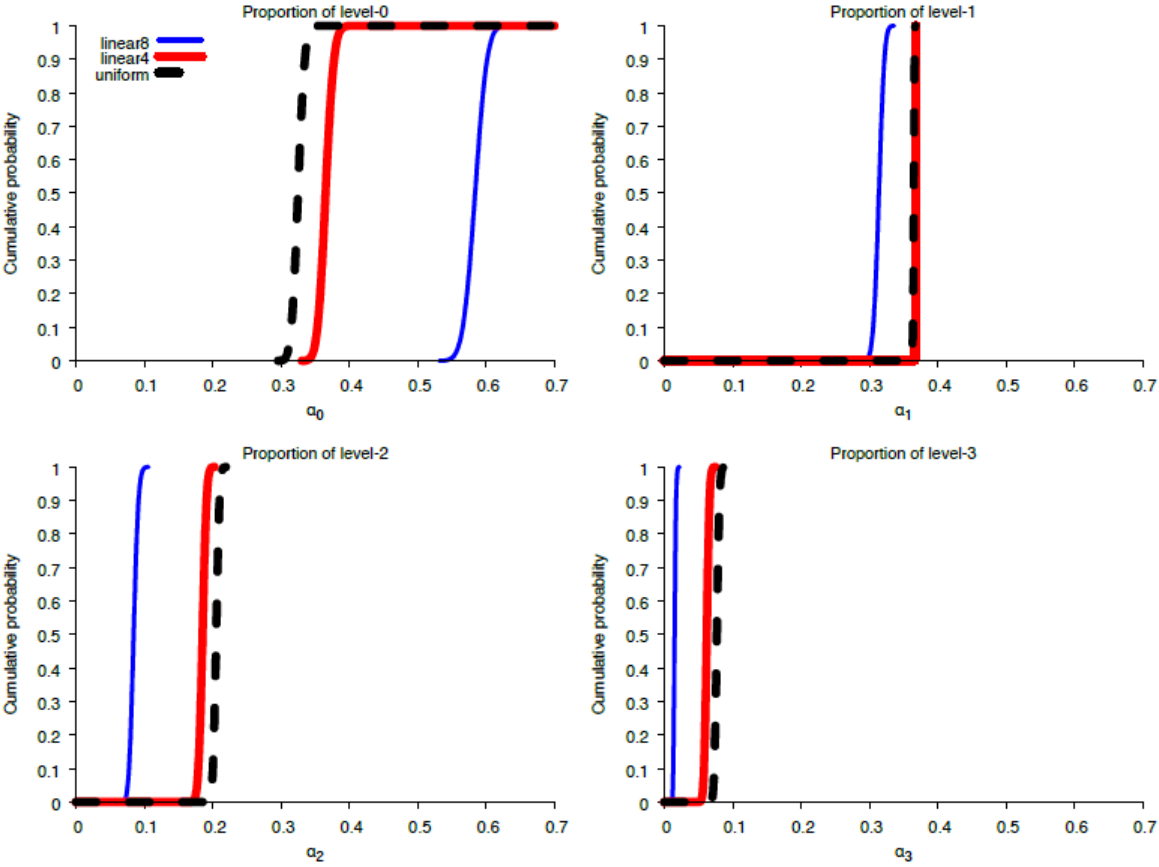 Proportion of level-0
linear8
linear4
uniform
Cumulative probability
1
0.9
0.8
0.7
0.6
0.5
0.4
0.3
0.2
0.1
0
0 0.1 0.2 0.3 0.4 0.5 0.6 0.7
α0
Proportion of level-1
Cumulative probability
1
0.9
0.8
0.7
0.6
0.5
0.4
0.3
0.2
0.1
0
0 0.1 0.2 0.3 0.4 0.5 0.6 0.7
α1
Proportion of level-2
Cumulative probability
1
0.9
0.8
0.7
0.6
0.5
0.4
0.3
0.2
0.1
0
0 0.1 0.2 0.3 0.4 0.5 0.6 0.7
α2
Proportion of level-3
Cumulative probability
1
0.9
0.8
0.7
0.6
0.5
0.4
0.3
0.2
0.1
0
0 0.1 0.2 0.3 0.4 0.5 0.6 0.7
α3